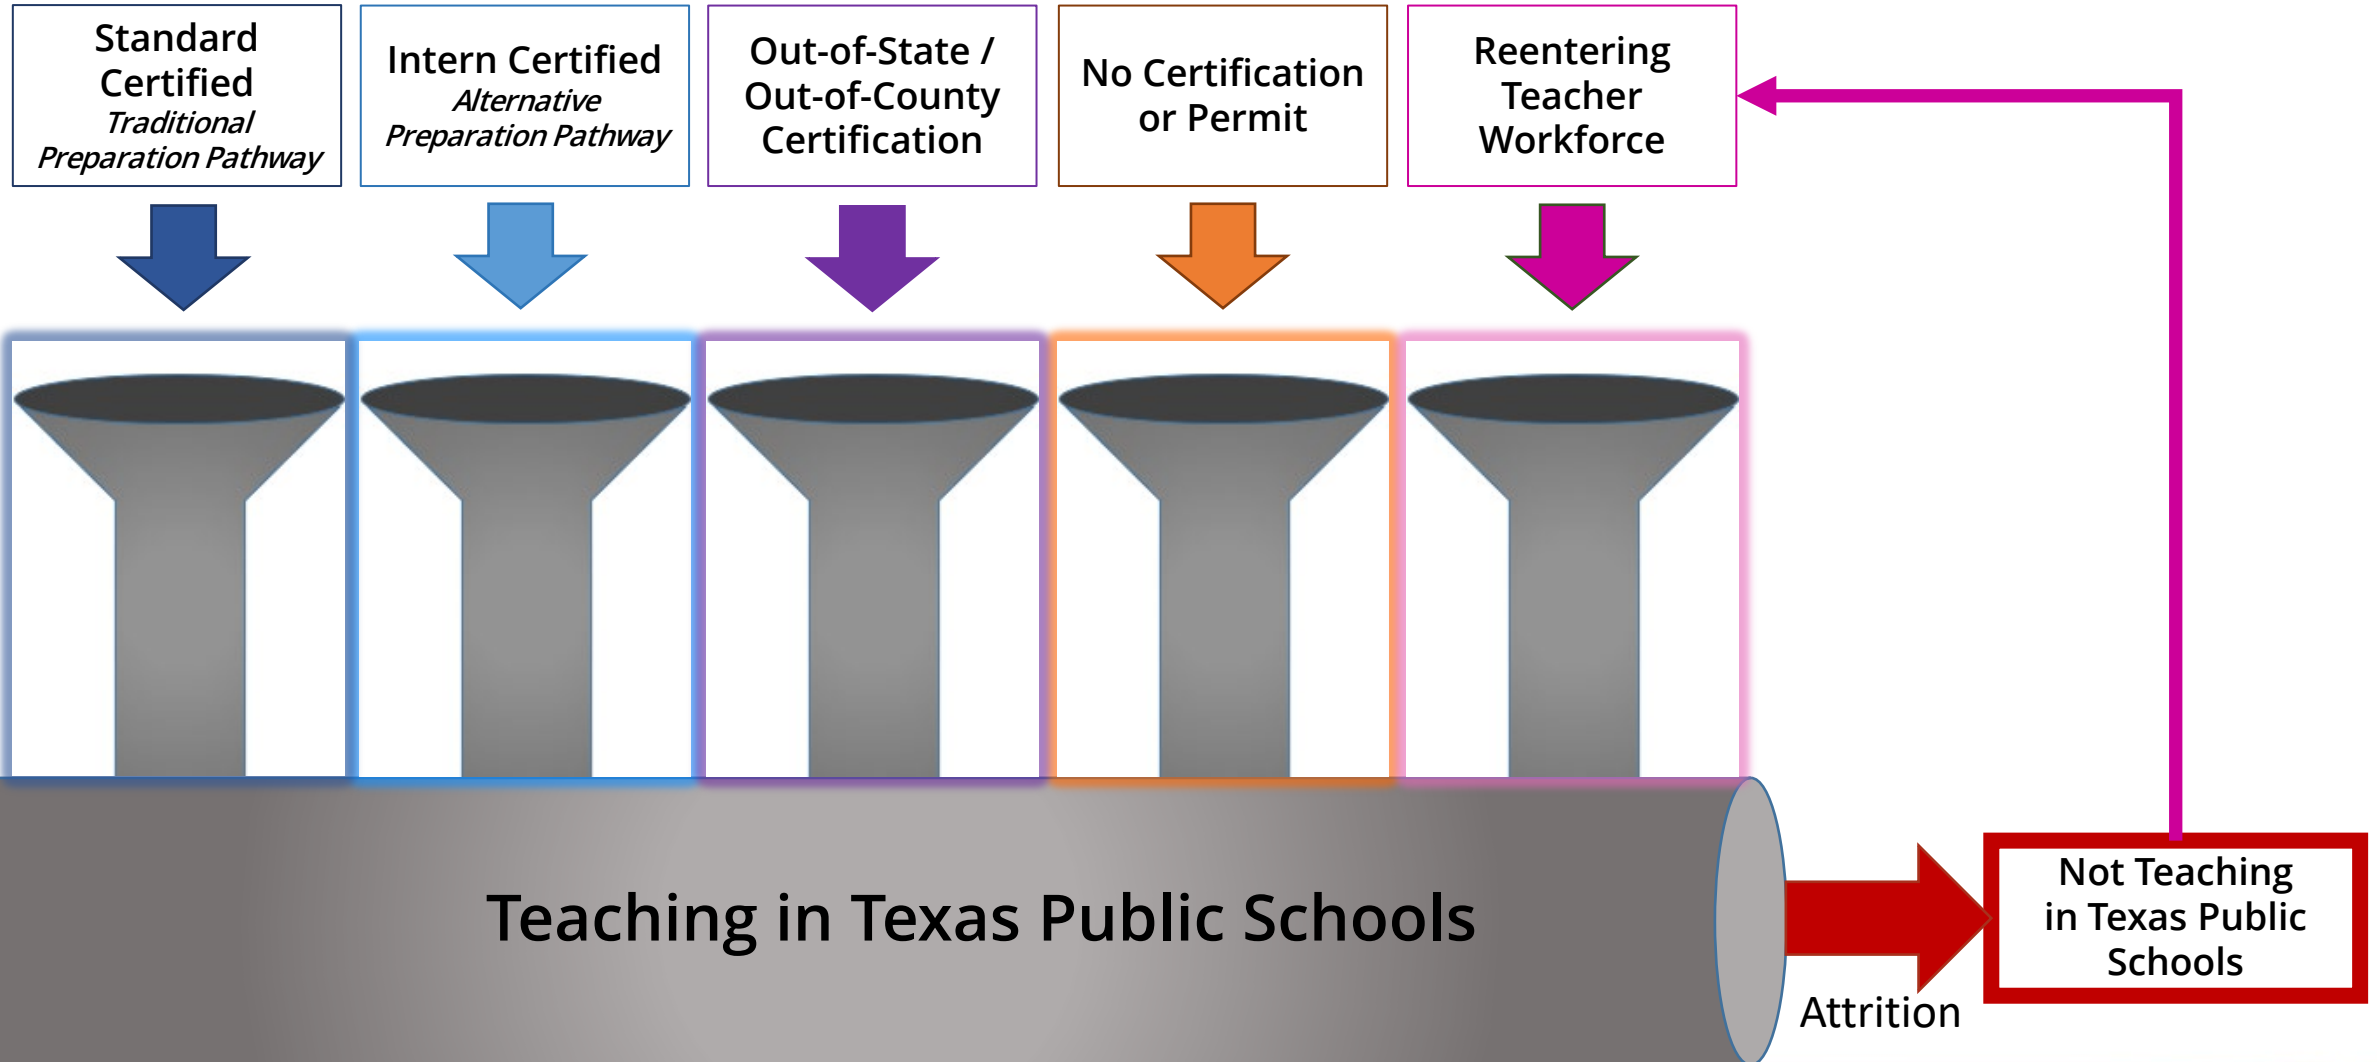 Standard
Certified
Traditional
Preparation Pathway
Intern Certified
Alternative
Preparation Pathway
Out-of-State /
Out-of-County
Certification
No Certification
or Permit
Reentering
Teacher
Workforce
Teaching in Texas Public Schools
Attrition
Not Teaching
in Texas Public
Schools